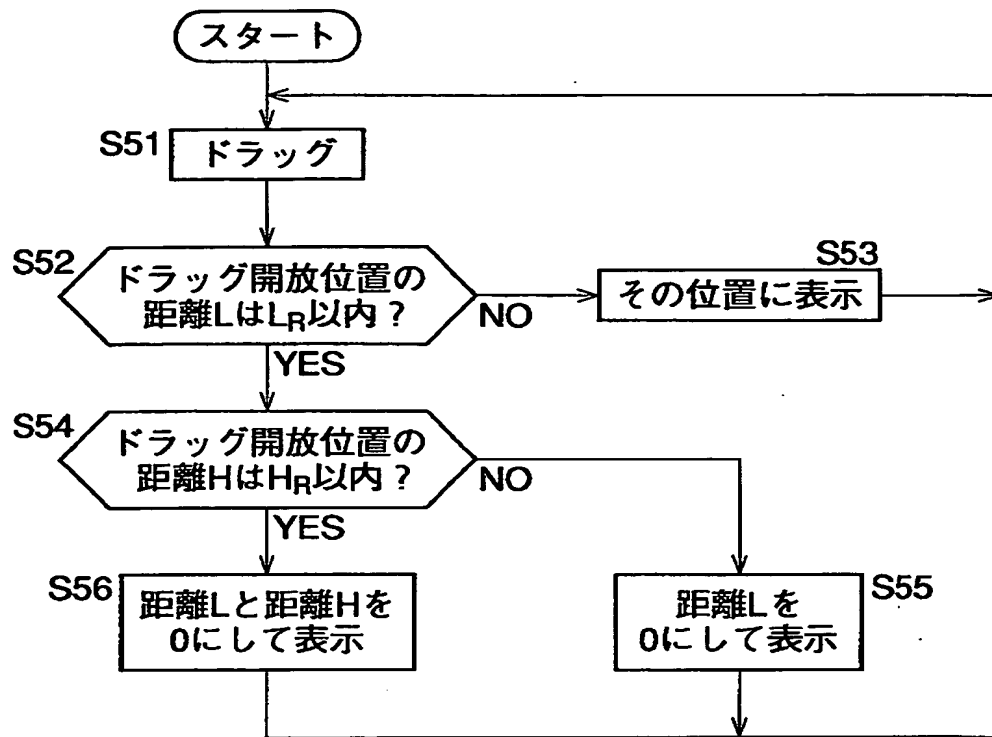 スタート
S51
ドラッグ
S52
ドラッグ開放位置の
距離LはLR以内？
NO
YES
S53
その位置に表示
S54
ドラッグ開放位置の
距離HはHR以内？
NO
YES
S56
距離Lと距離Hを
0にして表示
S55
距離Lを
0にして表示